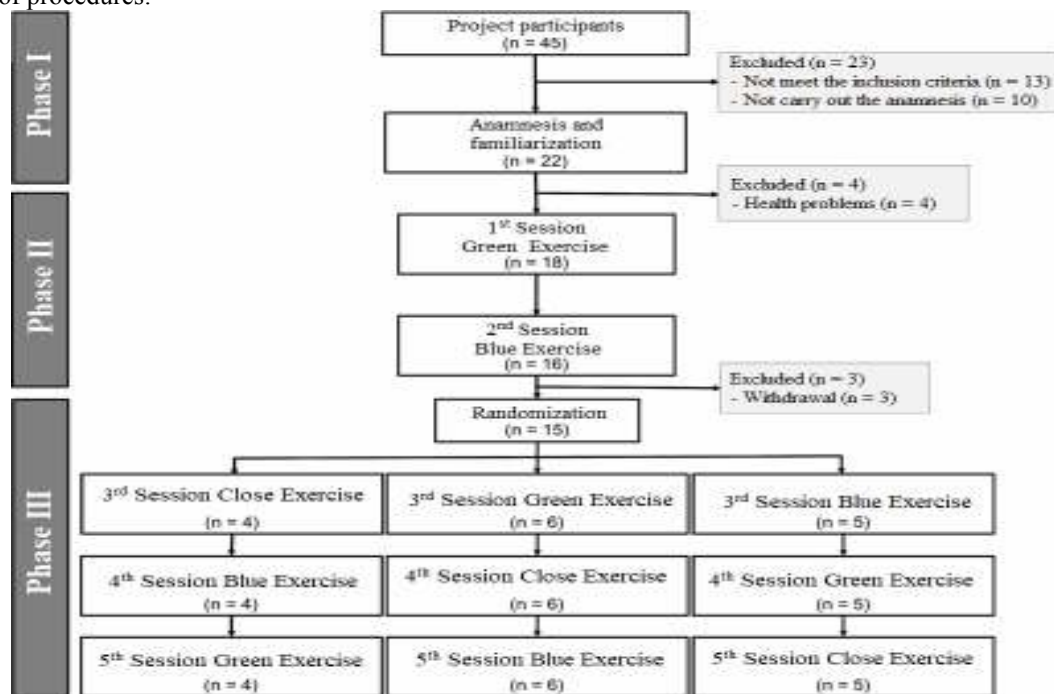 of procedures.
Phase I
Project participants
(n = 45)
Excluded (n = 23)
- Not meet the inclusion criteria (n = 13)
- Not carry out the anamnesis (n = 10)
Anamnesis and
familiarization
(n = 22)
Phase II
Excluded (n = 4)
- Health problems (n = 4)
1st Session
Green Exercise
(n = 18)
2nd Session
Blue Exercise
(n = 16)
Excluded (n = 3)
- Withdrawal (n = 3)
Phase III
Randomization
(n = 15)
3rd Session Close Exercise
(n = 4)
3rd Session Green Exercise
(n = 6)
3rd Session Blue Exercise
(n = 5)
4th Session Blue Exercise
(n = 4)
4th Session Close Exercise
(n = 6)
4th Session Green Exercise
(n = 5)
5th Session Green Exercise
(n = 4)
5th Session Blue Exercise
(n = 6)
5th Session Close Exercise
(n = 5)